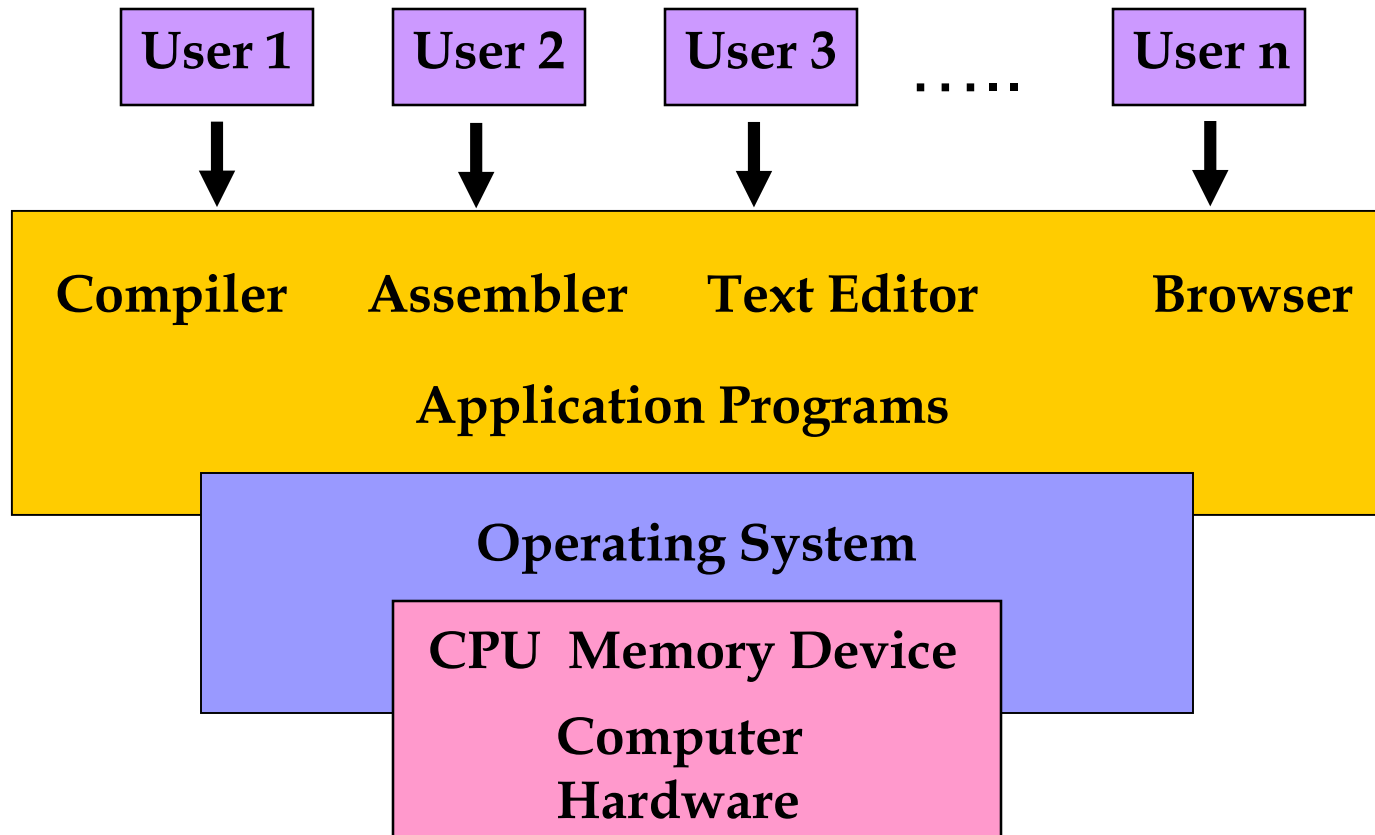 User 1 User 2 User 3 ..... User n
Compiler Assembler Text Editor Browser
Application Programs
Operating System
CPU Memory Device
Computer
Hardware